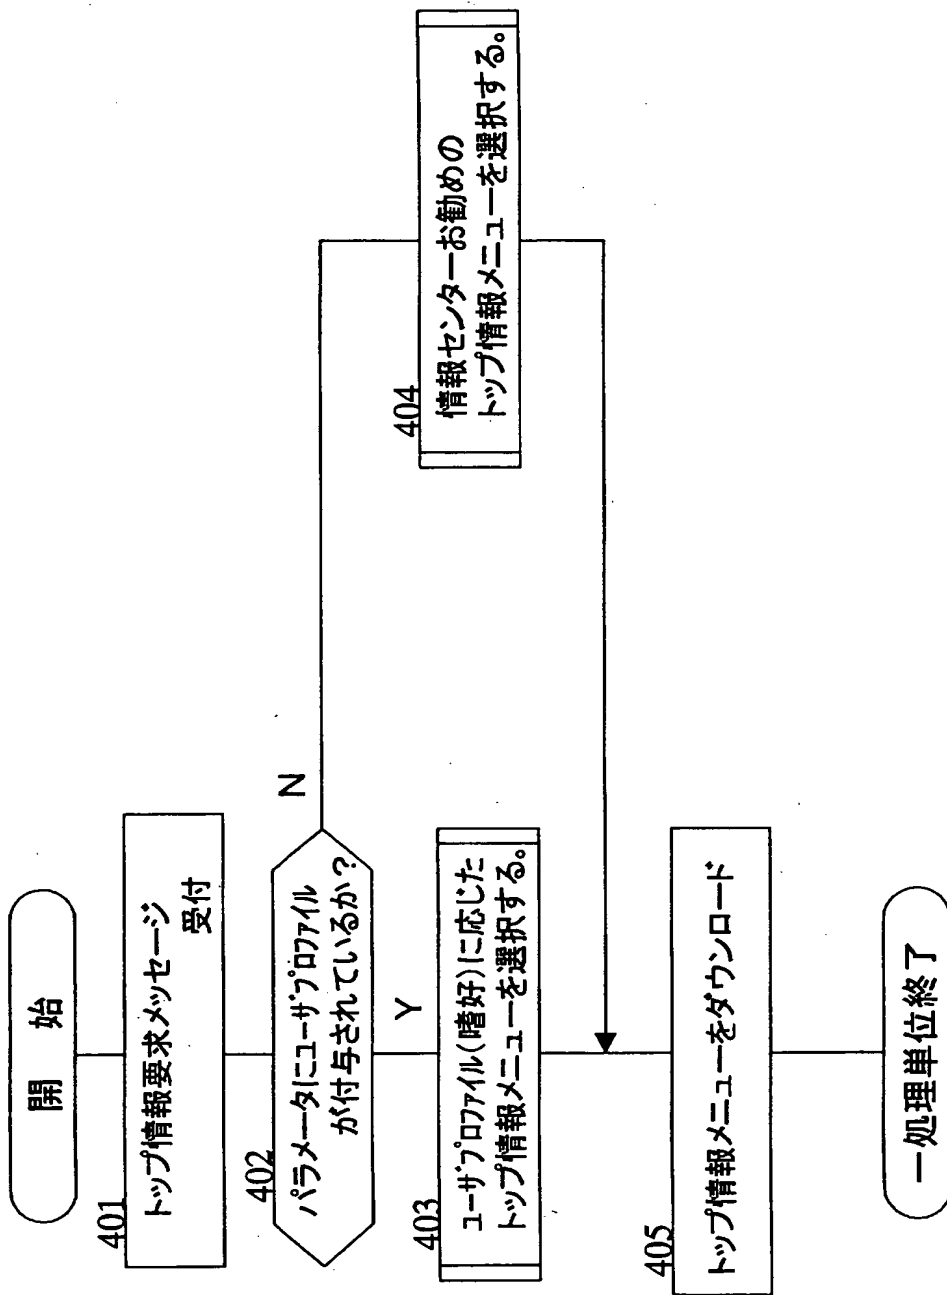 開 始
401
トップ情報要求メッセージ
受付
402
パラメータにユーザプロファイル
が付与されているか?
N
Y
403
ユーザプロファイル(嗜好)に応じた
トップ情報メニューを選択する。
404
情報センターお勧めの
トップ情報メニューを選択する。
405
トップ情報メニューをダウンロード
一処理単位終了